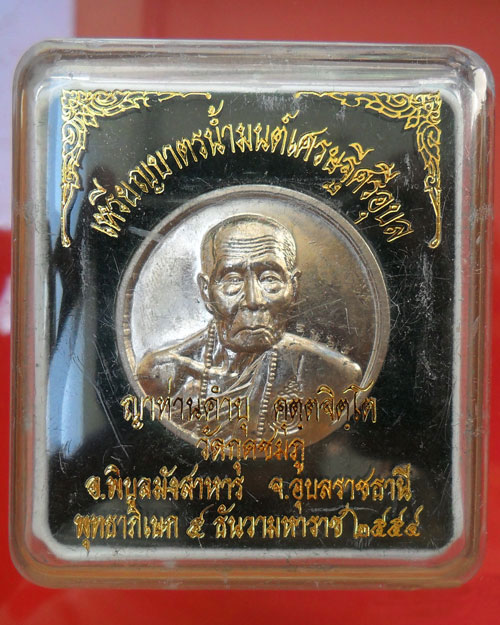 เหรียญบาตรน้ำมนต์เศรษฐีศรีอุบล
ญาท่านคำบุ คุตฺตจิตฺโต
วัดกุดชมภู
อ.พิบูลมังสาหาร จ.อุบลราชธานี
พุทธาภิเษก ๕ ธันวามหาราช ๒๕๕๔